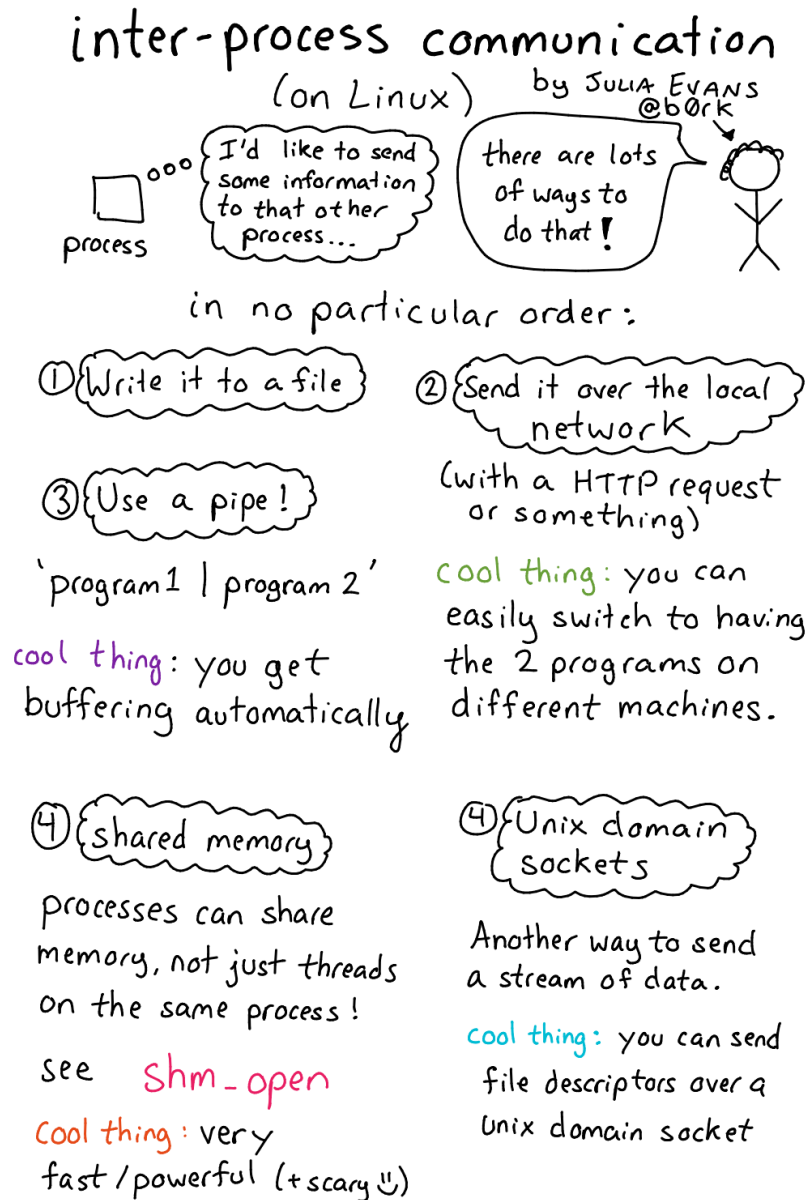 inter-process communication
(on Linux)
by JULIA EVANS
@b0rk
process
I'd like to send
some information
to that other
process...
there are lots
of ways to
do that!
in no particular order:
① Write it to a file
② Send it over the local
network
(with a HTTP request
or something)
cool thing: you can
easily switch to having
the 2 programs on
different machines.
③ Use a pipe!
'program1 | program 2'
cool thing: you get
buffering automatically
④ shared memory
processes can share
memory, not just threads
on the same process!
see shm_open
cool thing: very
fast/powerful (+scary :))
④ Unix domain
sockets
Another way to send
a stream of data.
cool thing: you can send
file descriptors over a
unix domain socket